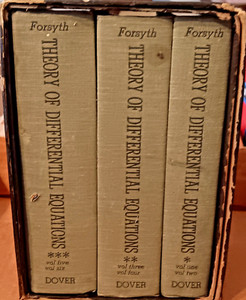 Forsyth
THEORY OF DIFFERENTIAL EQUATIONS
***
vol five
vol six
DOVER
Forsyth
THEORY OF DIFFERENTIAL EQUATIONS
**
vol three
vol four
DOVER
Forsyth
THEORY OF DIFFERENTIAL EQUATIONS
*
vol one
vol two
DOVER